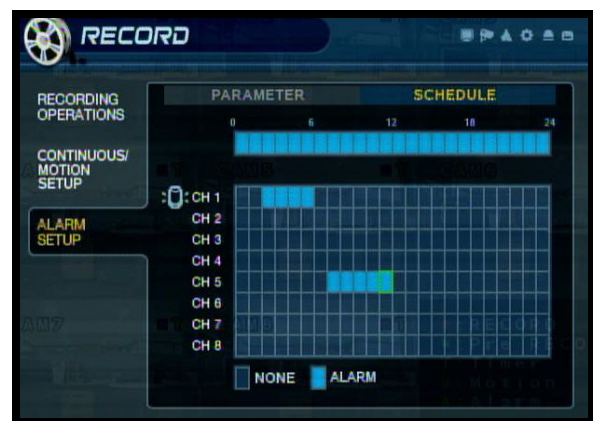 RECORD
RECORDING
OPERATIONS
CONTINUOUS/
MOTION
SETUP
ALARM
SETUP
PARAMETER SCHEDULE
0 6 12 18 24
CH 1
CH 2
CH 3
CH 4
CH 5
CH 6
CH 7
CH 8
NONE ALARM